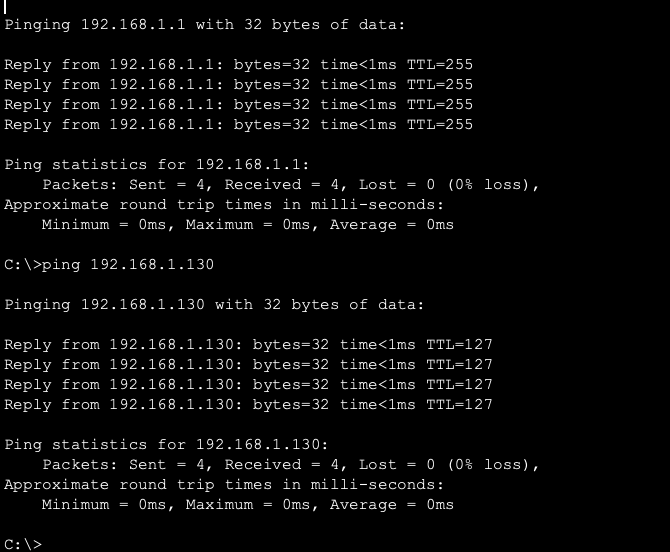 Pinging 192.168.1.1 with 32 bytes of data:
Reply from 192.168.1.1: bytes=32 time<1ms TTL=255
Reply from 192.168.1.1: bytes=32 time<1ms TTL=255
Reply from 192.168.1.1: bytes=32 time<1ms TTL=255
Reply from 192.168.1.1: bytes=32 time<1ms TTL=255
Ping statistics for 192.168.1.1:
    Packets: Sent = 4, Received = 4, Lost = 0 (0% loss),
Approximate round trip times in milli-seconds:
    Minimum = 0ms, Maximum = 0ms, Average = 0ms
C:\>ping 192.168.1.130
Pinging 192.168.1.130 with 32 bytes of data:
Reply from 192.168.1.130: bytes=32 time<1ms TTL=127
Reply from 192.168.1.130: bytes=32 time<1ms TTL=127
Reply from 192.168.1.130: bytes=32 time<1ms TTL=127
Reply from 192.168.1.130: bytes=32 time<1ms TTL=127
Ping statistics for 192.168.1.130:
    Packets: Sent = 4, Received = 4, Lost = 0 (0% loss),
Approximate round trip times in milli-seconds:
    Minimum = 0ms, Maximum = 0ms, Average = 0ms
C:\>